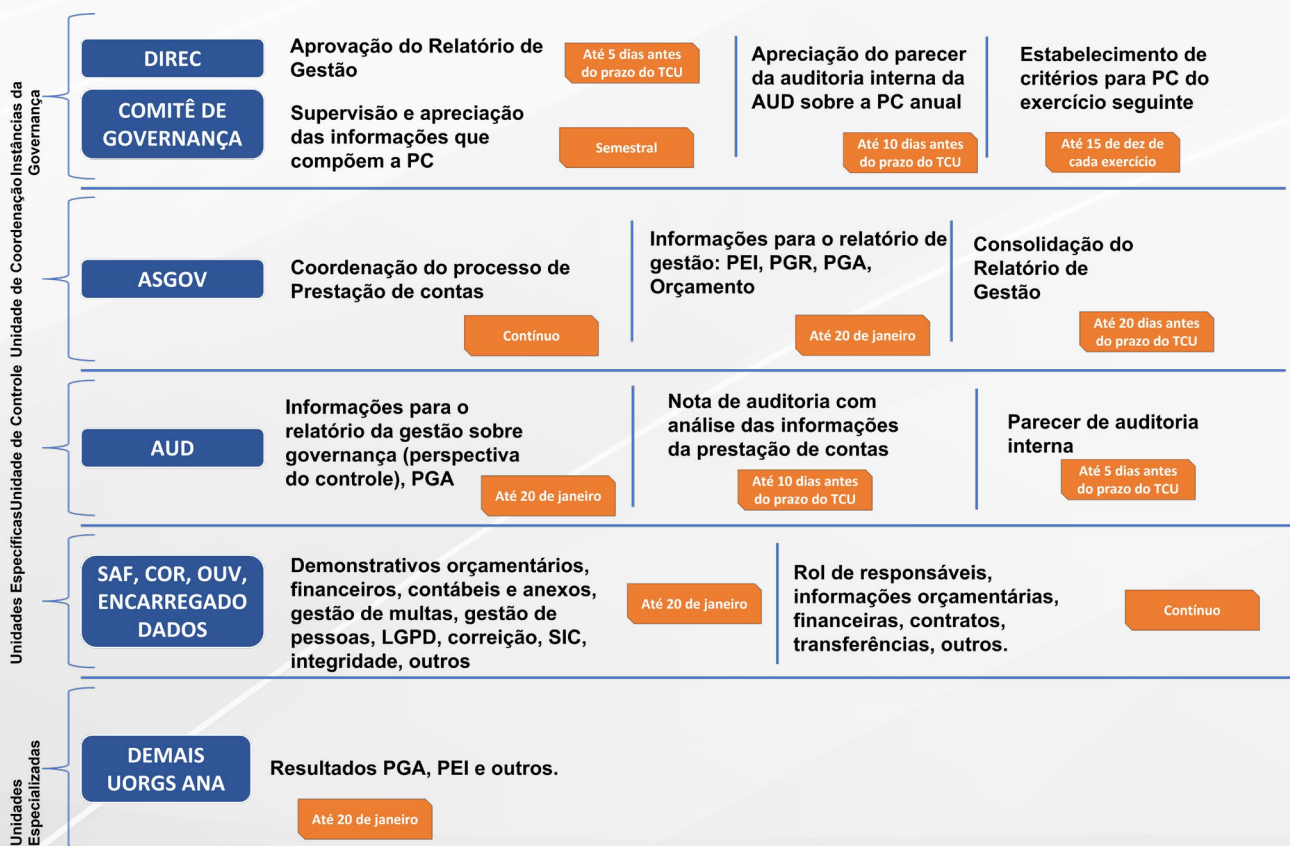 Instâncias da
Governança
DIREC
COMITÊ DE
GOVERNANÇA
Aprovação do Relatório de
Gestão
Até 5 dias antes
do prazo do TCU
Supervisão e apreciação
das informações que
compõem a PC
Semestral
Apreciação do parecer
da auditoria interna da
AUD sobre a PC anual
Até 10 dias antes
do prazo do TCU
Estabelecimento de
critérios para PC do
exercício seguinte
Até 15 de dez de
cada exercício
Unidade de Coordenação
ASGOV
Coordenação do processo de
Prestação de contas
Contínuo
Informações para o relatório de
gestão: PEI, PGR, PGA,
Orçamento
Até 20 de janeiro
Consolidação do
Relatório de
Gestão
Até 20 dias antes
do prazo do TCU
Unidade de Controle
AUD
Informações para o
relatório da gestão sobre
governança (perspectiva
do controle), PGA
Até 20 de janeiro
Nota de auditoria com
análise das informações
da prestação de contas
Até 10 dias antes
do prazo do TCU
Parecer de auditoria
interna
Até 5 dias antes
do prazo do TCU
Unidades Específicas
SAF, COR, OUV,
ENCARREGADO
DADOS
Demonstrativos orçamentários,
financeiros, contábeis e anexos,
gestão de multas, gestão de
pessoas, LGPD, correição, SIC,
integridade, outros
Até 20 de janeiro
Rol de responsáveis,
informações orçamentárias,
financeiras, contratos,
transferências, outros.
Contínuo
Unidades
Especializadas
DEMAIS
UORGS ANA
Resultados PGA, PEI e outros.
Até 20 de janeiro